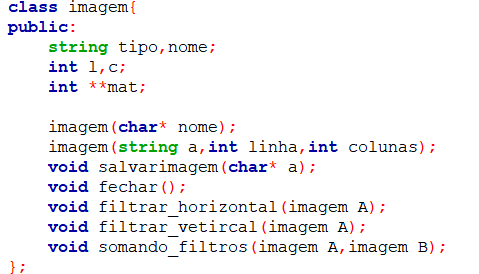 class imagem{
public:
    string tipo,nome;
    int l,c;
    int **mat;

    imagem(char* nome);
    imagem(string a,int linha,int colunas);
    void salvarimagem(char* a);
    void fechar();
    void filtrar_horizontal(imagem A);
    void filtrar_vetircal(imagem A);
    void somando_filtros(imagem A,imagem B);
};